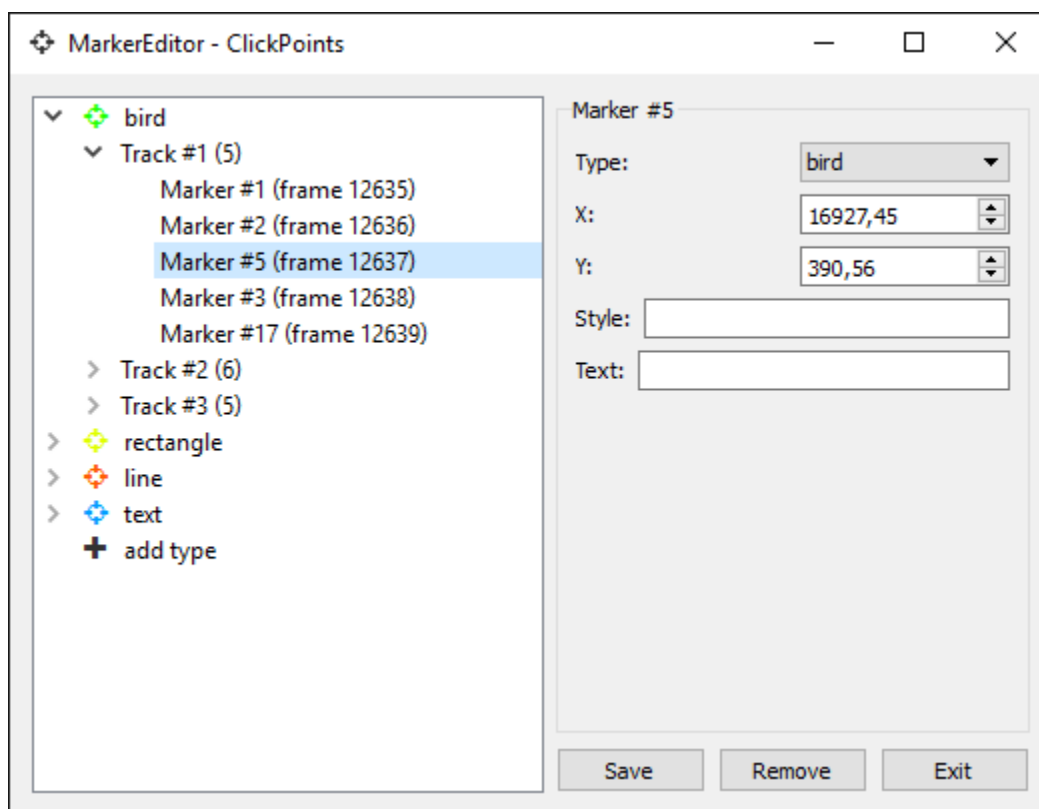 MarkerEditor - ClickPoints
bird
Track #1 (5)
Marker #1 (frame 12635)
Marker #2 (frame 12636)
Marker #5 (frame 12637)
Marker #3 (frame 12638)
Marker #17 (frame 12639)
Track #2 (6)
Track #3 (5)
rectangle
line
text
add type
Marker #5
Type: bird
X: 16927,45
Y: 390,56
Style:
Text:
Save Remove Exit